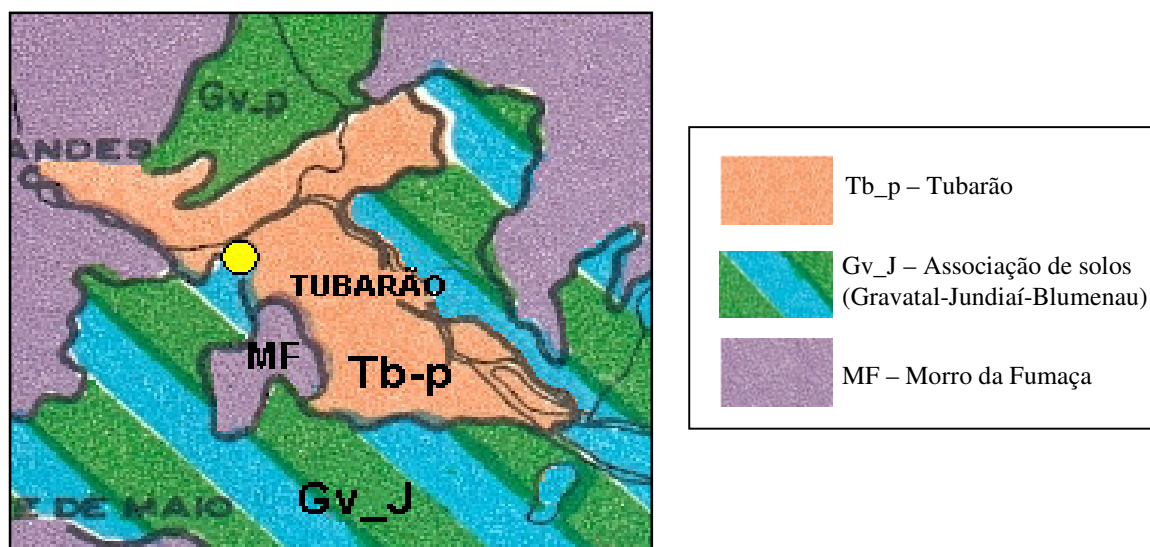 Gv_p
ANDES
TUBARÃO
MF
Tb-p
Gv_J
DE MAIO
Tb_p – Tubarão
Gv_J – Associação de solos
(Gravatal-Jundiaí-Blumenau)
MF – Morro da Fumaça